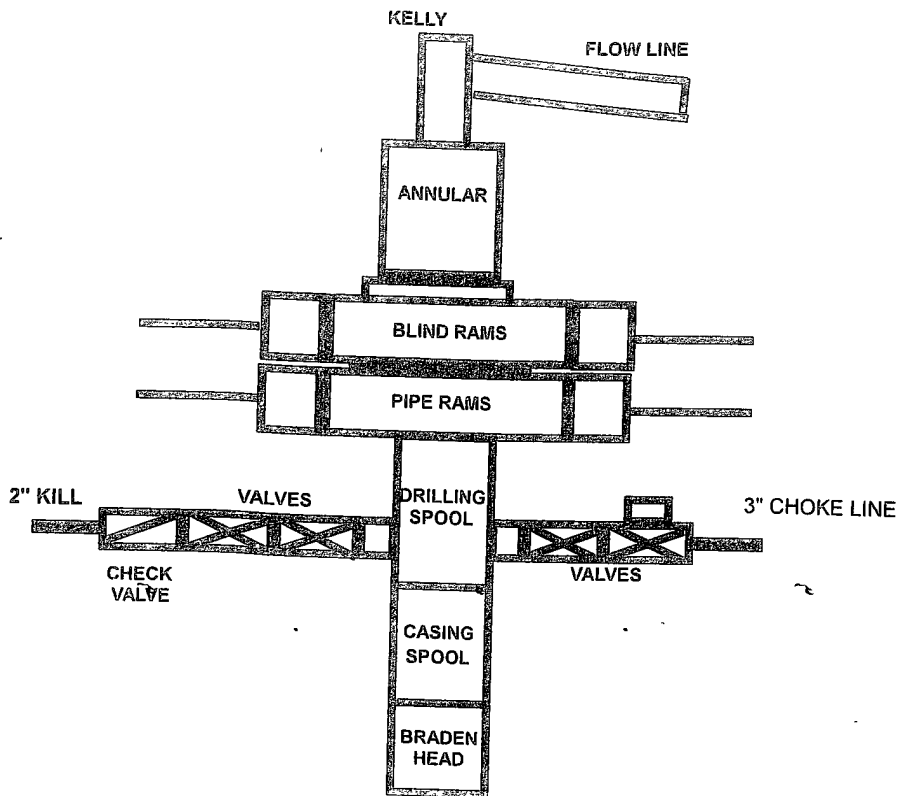 KELLY
FLOW LINE
ANNULAR
BLIND RAMS
PIPE RAMS
2" KILL
VALVES
DRILLING
SPOOL
3" CHOKE LINE
CHECK
VALVE
VALVES
CASING
SPOOL
BRADEN
HEAD